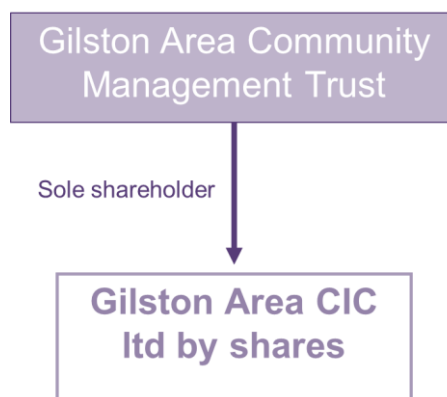 Gilston Area Community
Management Trust
Sole shareholder
Gilston Area CIC
ltd by shares